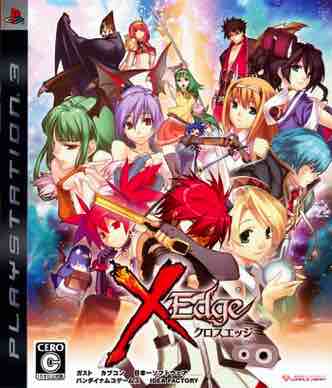 PLAYSTATION 3
X-Edge
クロスエッジ
CERO
C
ガスト カプコン 日本一ソフトウェア
バンダイナムコゲームス IDEA FACTORY